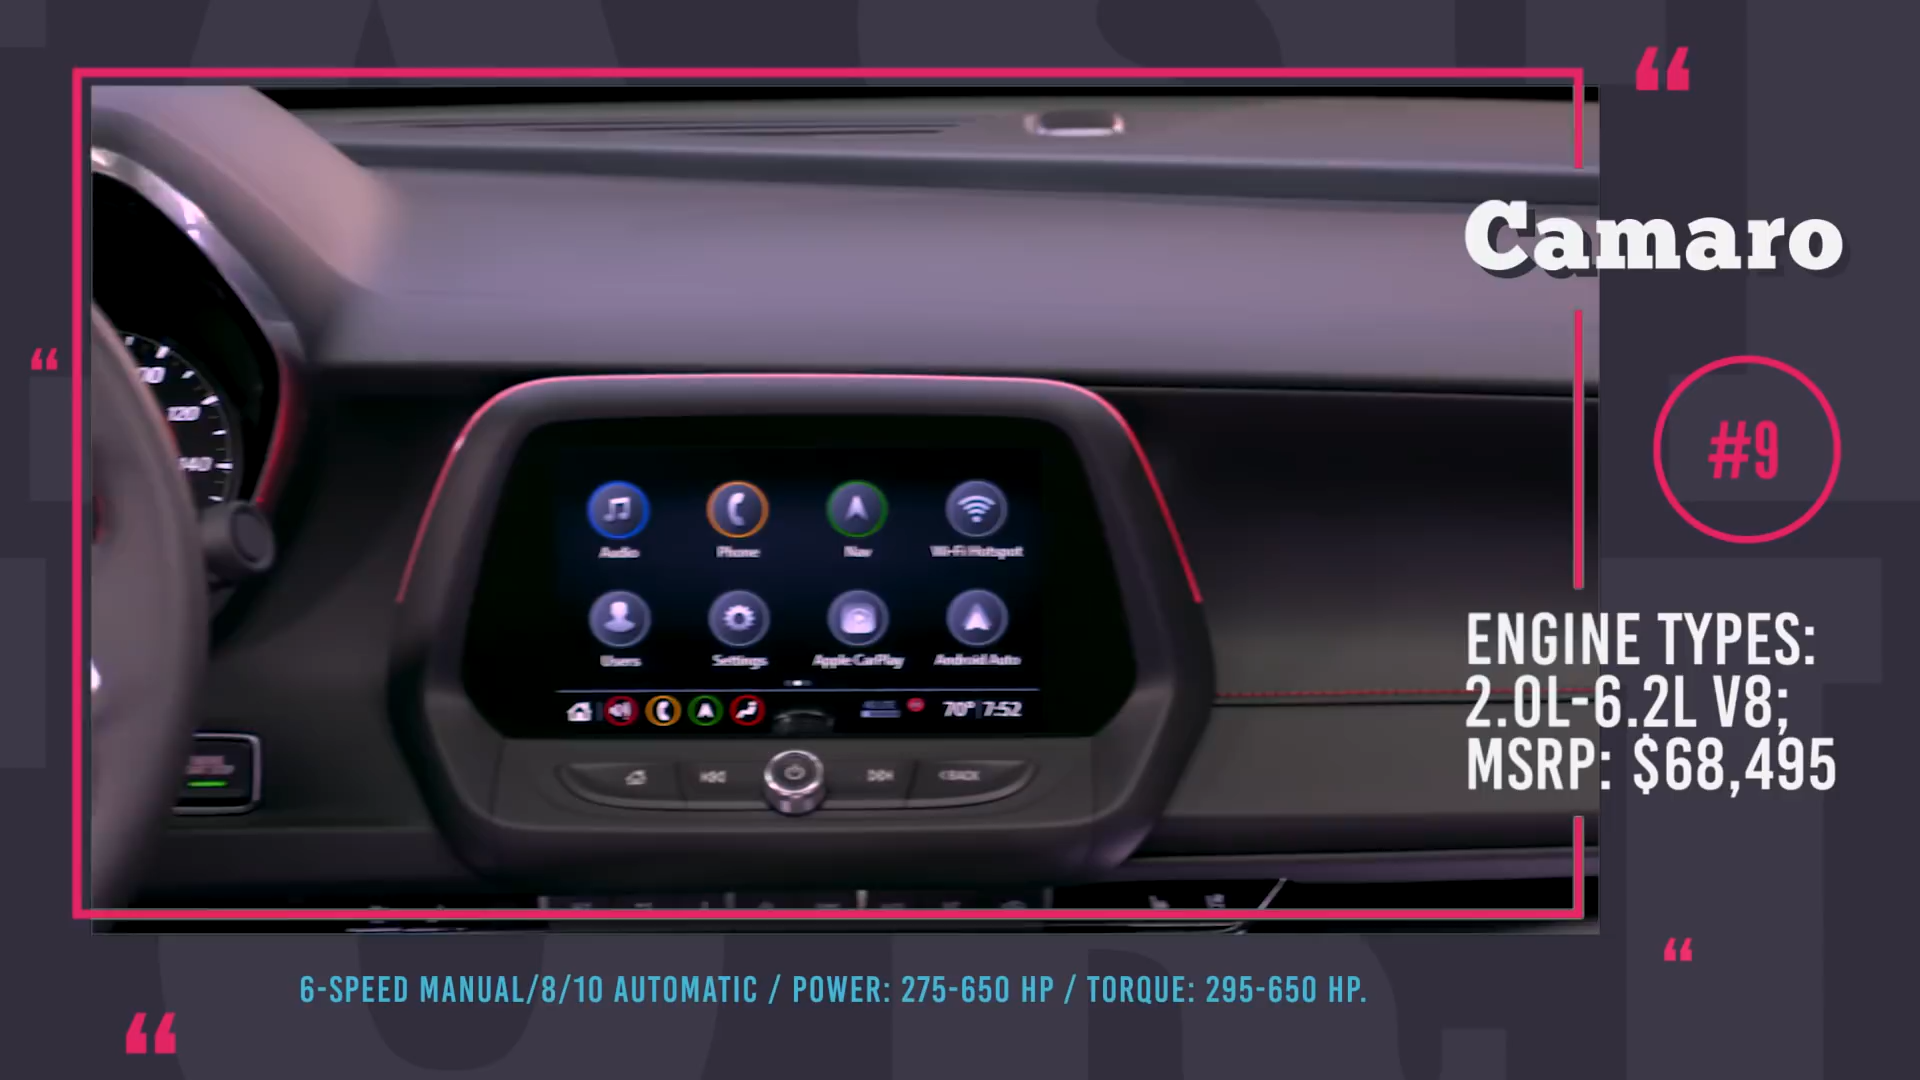 Camaro
#9
ENGINE TYPES:
2.0L-6.2L V8;
MSRP: $68,495
120
Audio
Phone
Nav
Wi-Fi Hotspot
Users
Settings
Apple CarPlay
Android Auto
70° 7:52
BACK
6-SPEED MANUAL/8/10 AUTOMATIC / POWER: 275-650 HP / TORQUE: 295-650 HP.